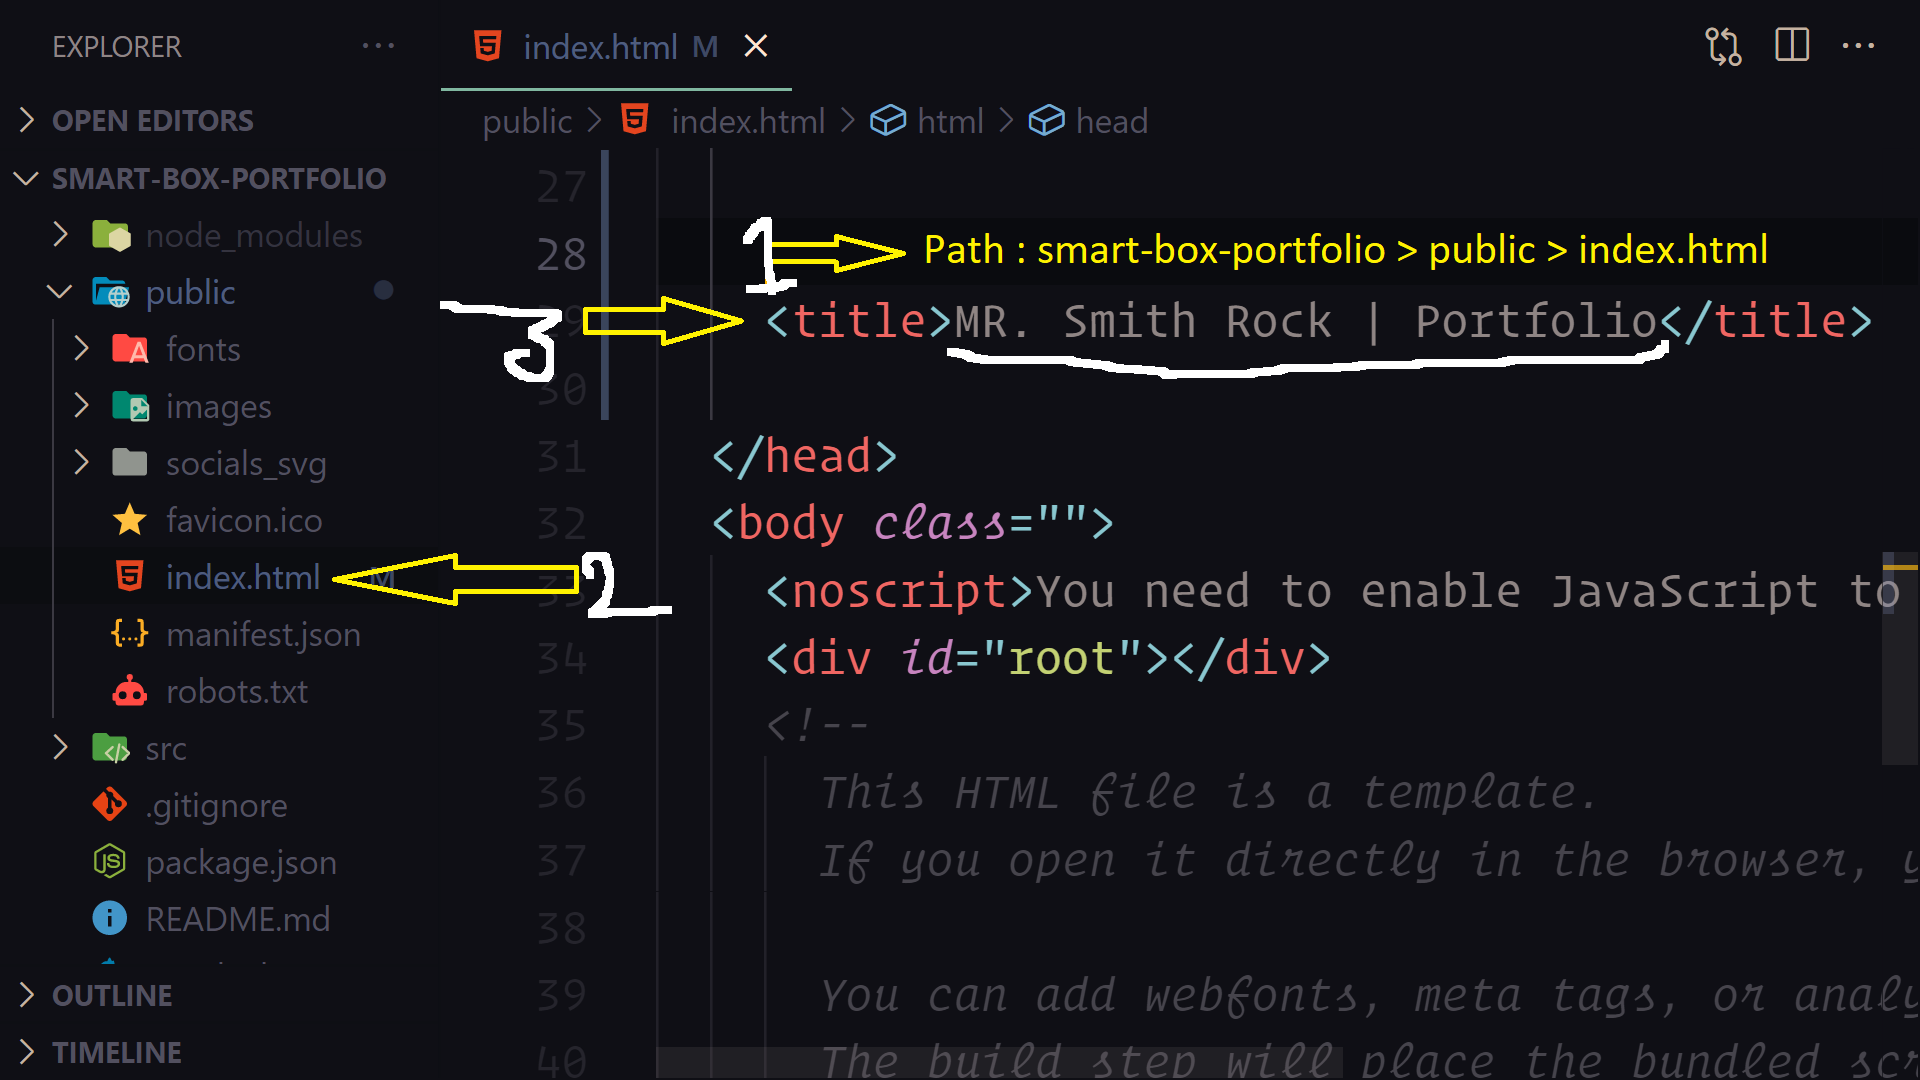 EXPLORER
OPEN EDITORS
SMART-BOX-PORTFOLIO
node_modules
public
fonts
images
socials_svg
favicon.ico
index.html M
manifest.json
robots.txt
src
.gitignore
package.json
README.md
OUTLINE
TIMELINE
index.html M
public > index.html > html > head
27
28 1 Path : smart-box-portfolio > public > index.html
3 <title>MR. Smith Rock | Portfolio</title>
30
31 </head>
32 <body class="">
33 2 <noscript>You need to enable JavaScript to
34 <div id="root"></div>
35 <!--
36 This HTML file is a template.
37 If you open it directly in the browser, y
38
39 You can add webfonts, meta tags, or analy
40 The build step will place the bundled scr